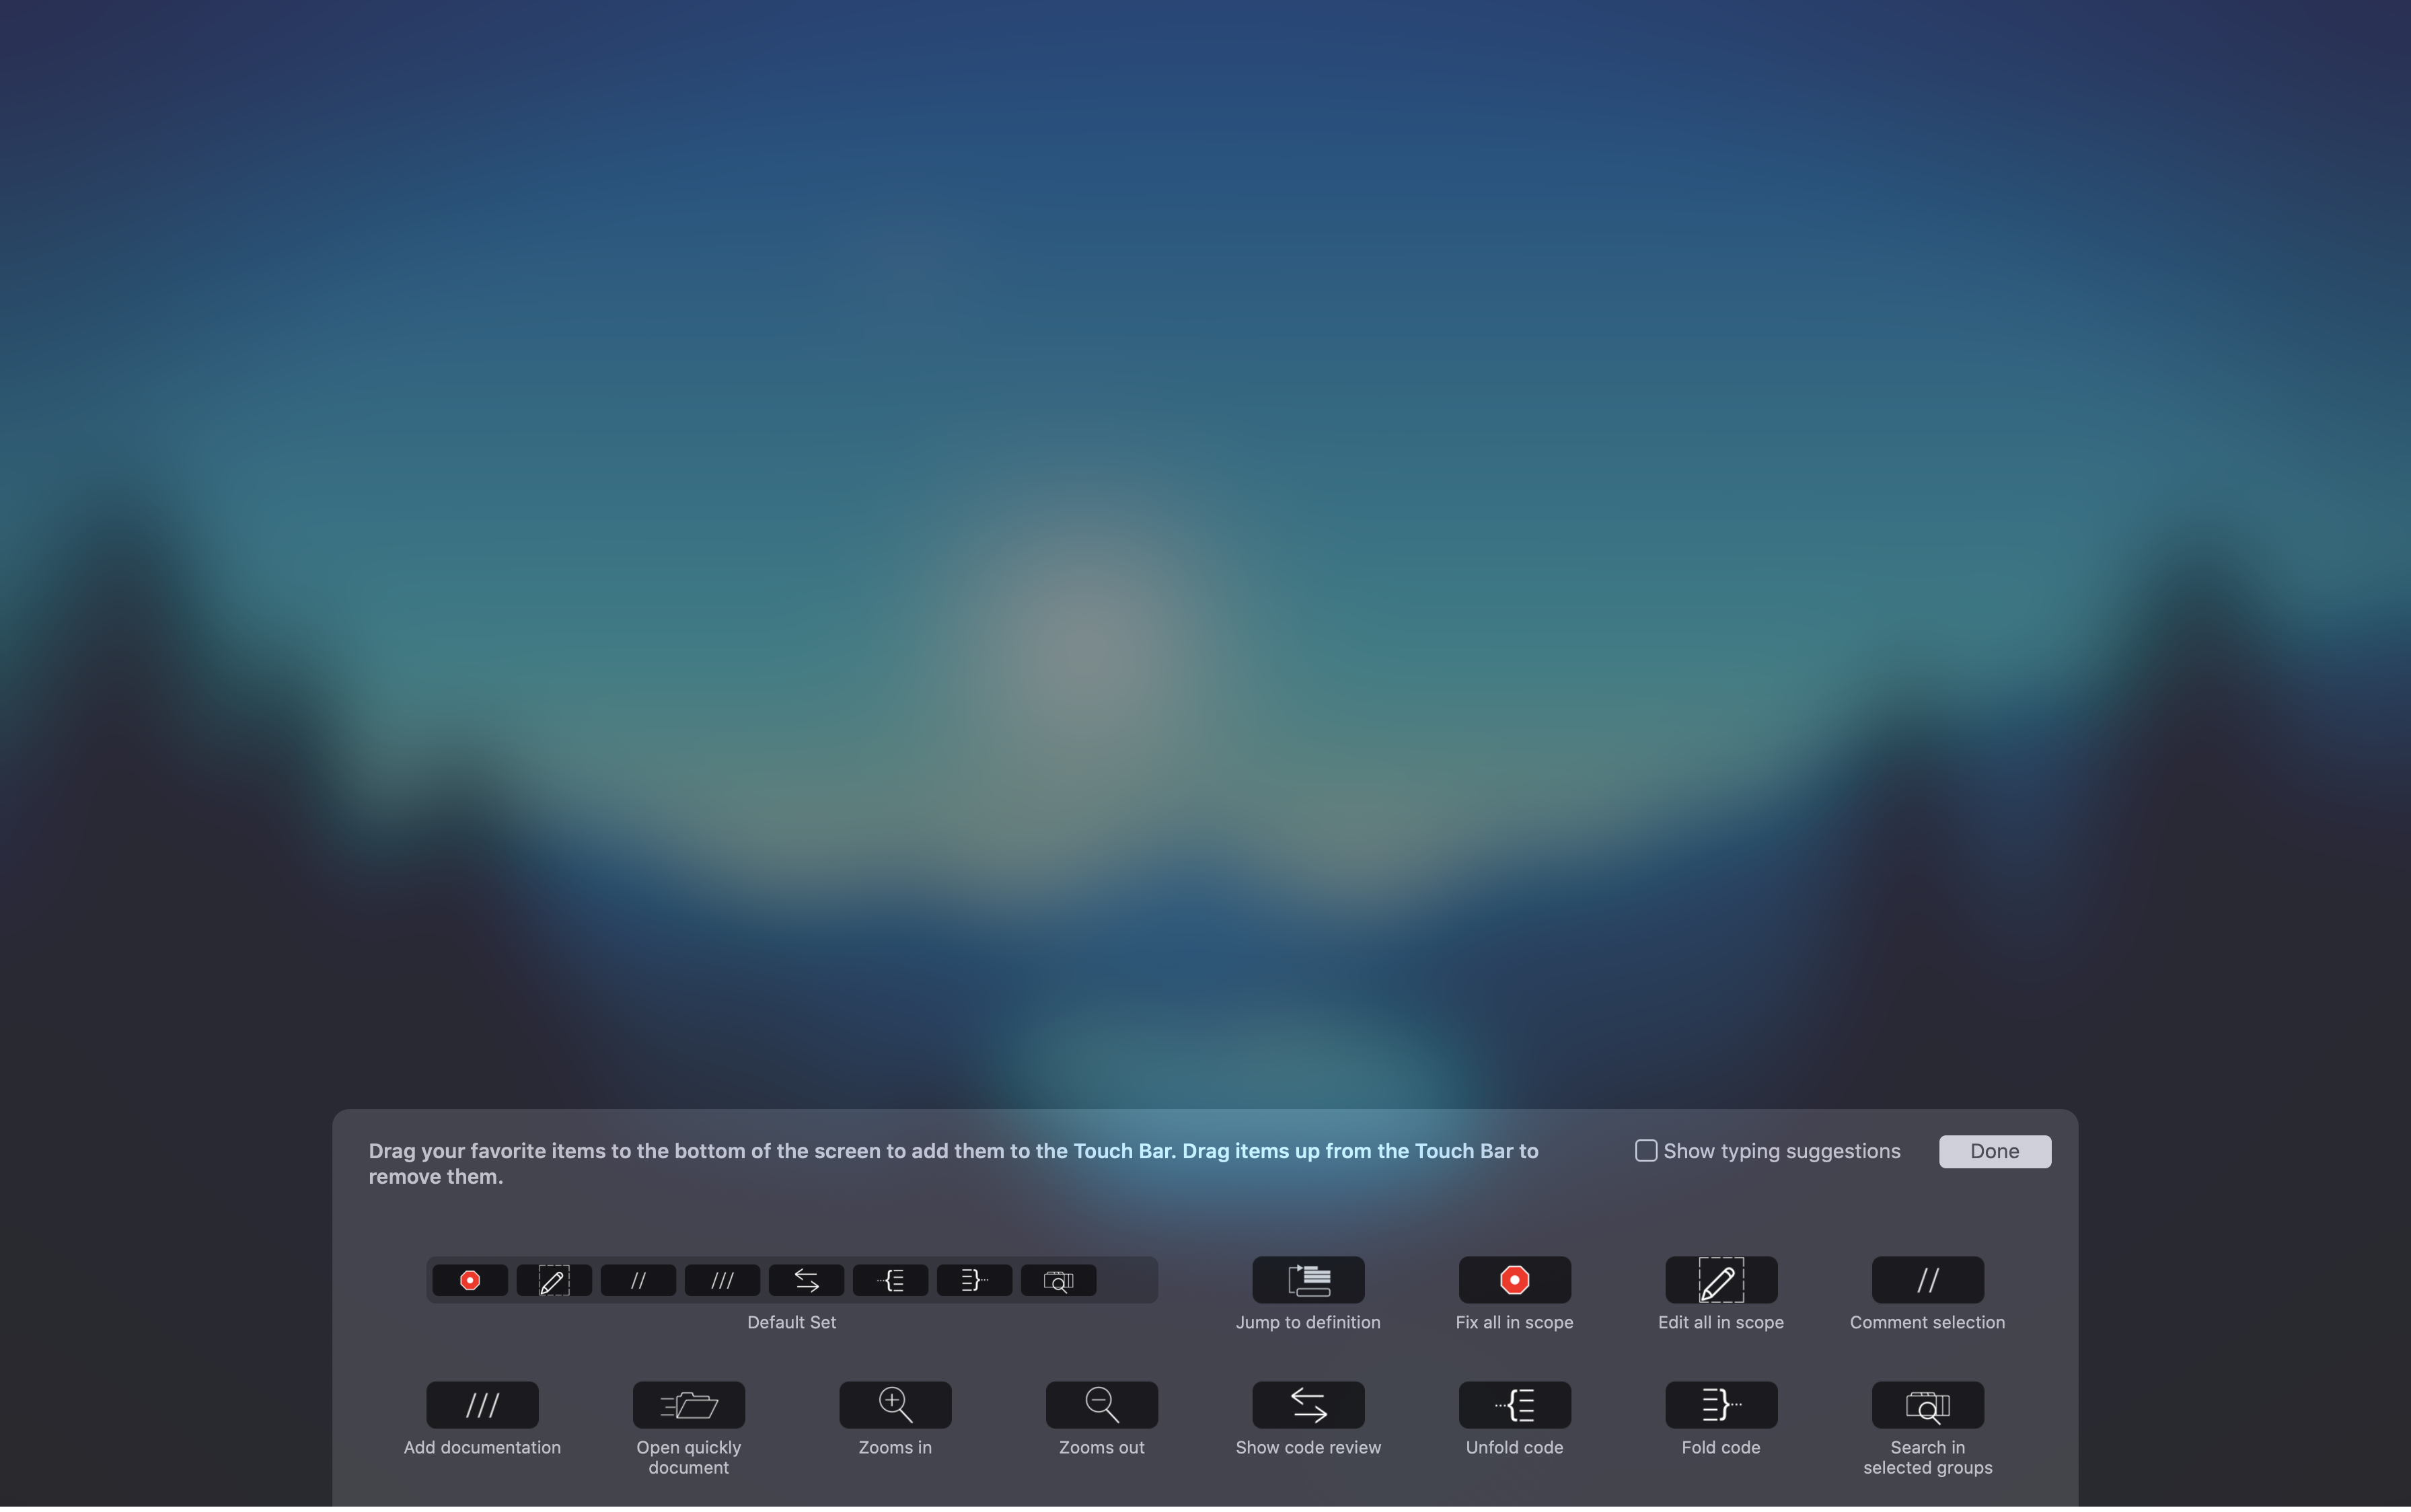 Drag your favorite items to the bottom of the screen to add them to the Touch Bar. Drag items up from the Touch Bar to
remove them.
Show typing suggestions
Done
Default Set
Jump to definition
Fix all in scope
Edit all in scope
Comment selection
Add documentation
Open quickly
document
Zooms in
Zooms out
Show code review
Unfold code
Fold code
Search in
selected groups